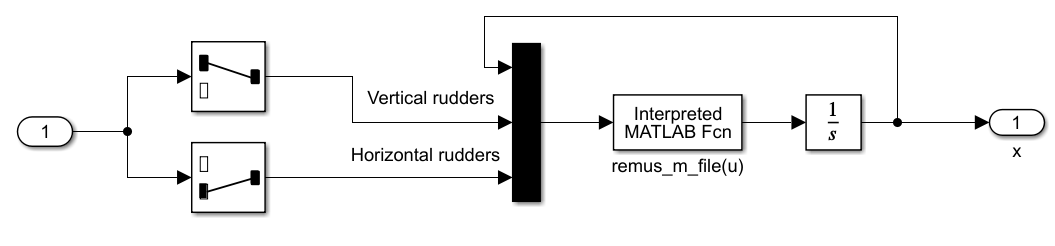 1
Vertical rudders
Horizontal rudders
Interpreted
MATLAB Fcn
remus_m_file(u)
1
s
1
x